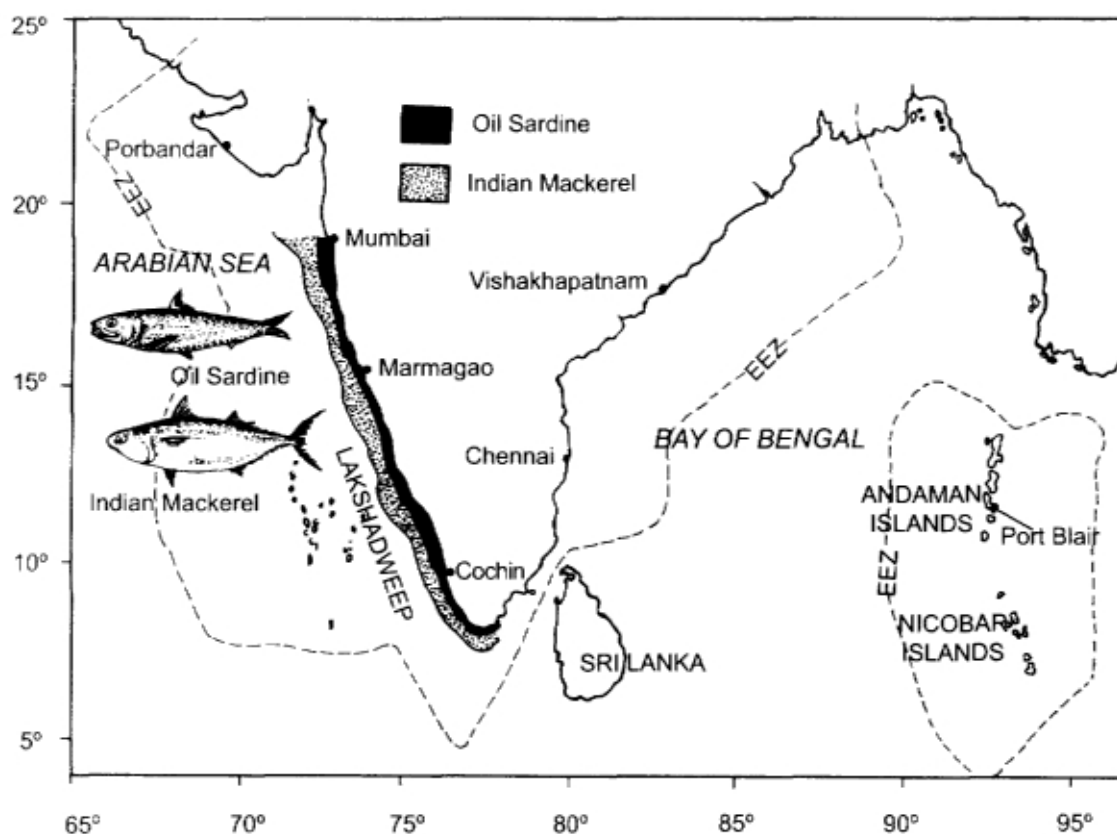 25°
Oil Sardine
Porbandar
Indian Mackerel
20°
EEZ
Mumbai
ARABIAN SEA
Vishakhapatnam
EEZ
15°
Marmagao
Oil Sardine
BAY OF BENGAL
Chennai
LAKSHADWEEP
Indian Mackerel
ANDAMAN
ISLANDS
Port Blair
10°
Cochin
EEZ
NICOBAR
ISLANDS
SRI LANKA
5°
65°
70°
75°
80°
85°
90°
95°